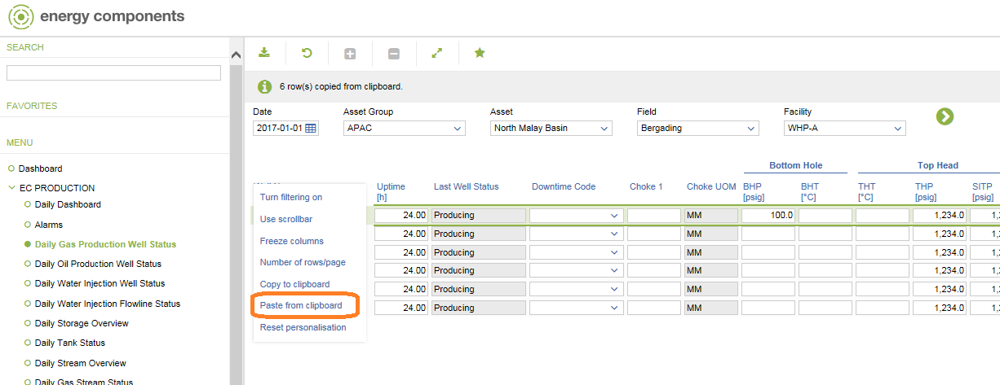 energy components
SEARCH
FAVORITES
MENU
Dashboard
EC PRODUCTION
Daily Dashboard
Alarms
Daily Gas Production Well Status
Daily Oil Production Well Status
Daily Water Injection Well Status
Daily Water Injection Flowline Status
Daily Storage Overview
Daily Tank Status
Daily Stream Overview
Daily Gas Stream Status
6 row(s) copied from clipboard.
Date Asset Group Asset Field Facility
2017-01-01 APAC North Malay Basin Bergading WHP-A
Bottom Hole Top Head
Uptime Last Well Status Downtime Code Choke 1 Choke UOM BHP BHT THT THP SITP
[h] [psig] [°C] [°C] [psig] [psig]
24.00 Producing MM 100.0 1,234.0 1,2
24.00 Producing MM 1,234.0 1,2
24.00 Producing MM 1,234.0 1,2
24.00 Producing MM 1,234.0 1,2
24.00 Producing MM 1,234.0 1,2
24.00 Producing MM 1,234.0 1,2
Turn filtering on
Use scrollbar
Freeze columns
Number of rows/page
Copy to clipboard
Paste from clipboard
Reset personalisation